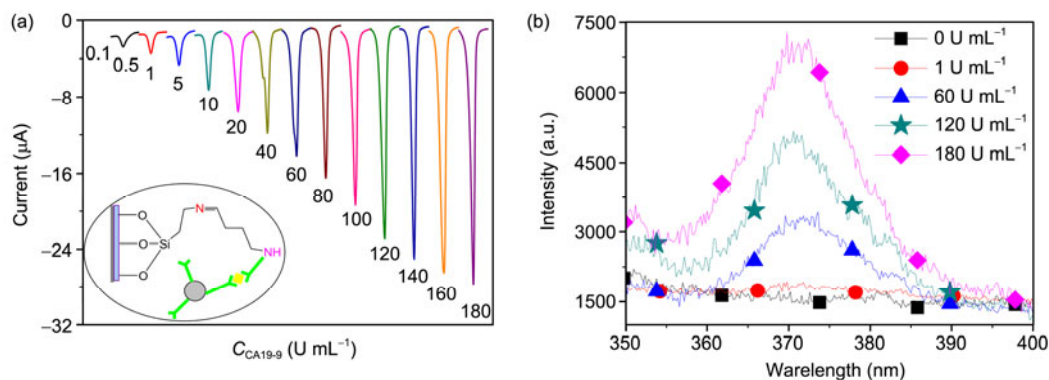 (a)
0
−8
−16
−24
−32
Current (μA)
0.1
0.5
1
5
10
20
40
60
80
100
120
140
160
180
O
O
O
Si
N
NH
C_CA19-9 (U mL⁻¹)
(b)
7500
6000
4500
3000
1500
Intensity (a.u.)
0 U mL⁻¹
1 U mL⁻¹
60 U mL⁻¹
120 U mL⁻¹
180 U mL⁻¹
350 360 370 380 390 400
Wavelength (nm)